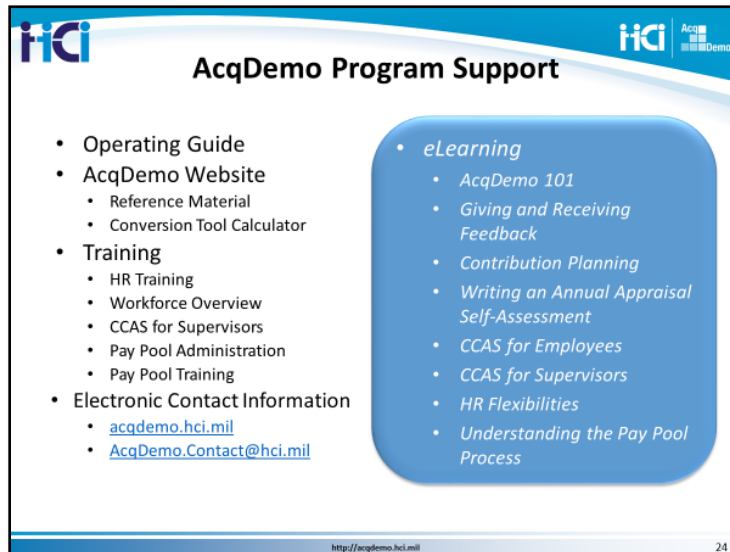 HCi
HCi Acq Demo
AcqDemo Program Support
• Operating Guide
• AcqDemo Website
• Reference Material
• Conversion Tool Calculator
• Training
• HR Training
• Workforce Overview
• CCAS for Supervisors
• Pay Pool Administration
• Pay Pool Training
• Electronic Contact Information
• acqdemo.hci.mil
• AcqDemo.Contact@hci.mil
• eLearning
• AcqDemo 101
• Giving and Receiving
Feedback
• Contribution Planning
• Writing an Annual Appraisal
Self-Assessment
• CCAS for Employees
• CCAS for Supervisors
• HR Flexibilities
• Understanding the Pay Pool
Process
http://acqdemo.hci.mil
24